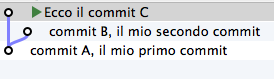 Ecco il commit C
commit B, il mio secondo commit
commit A, il mio primo commit